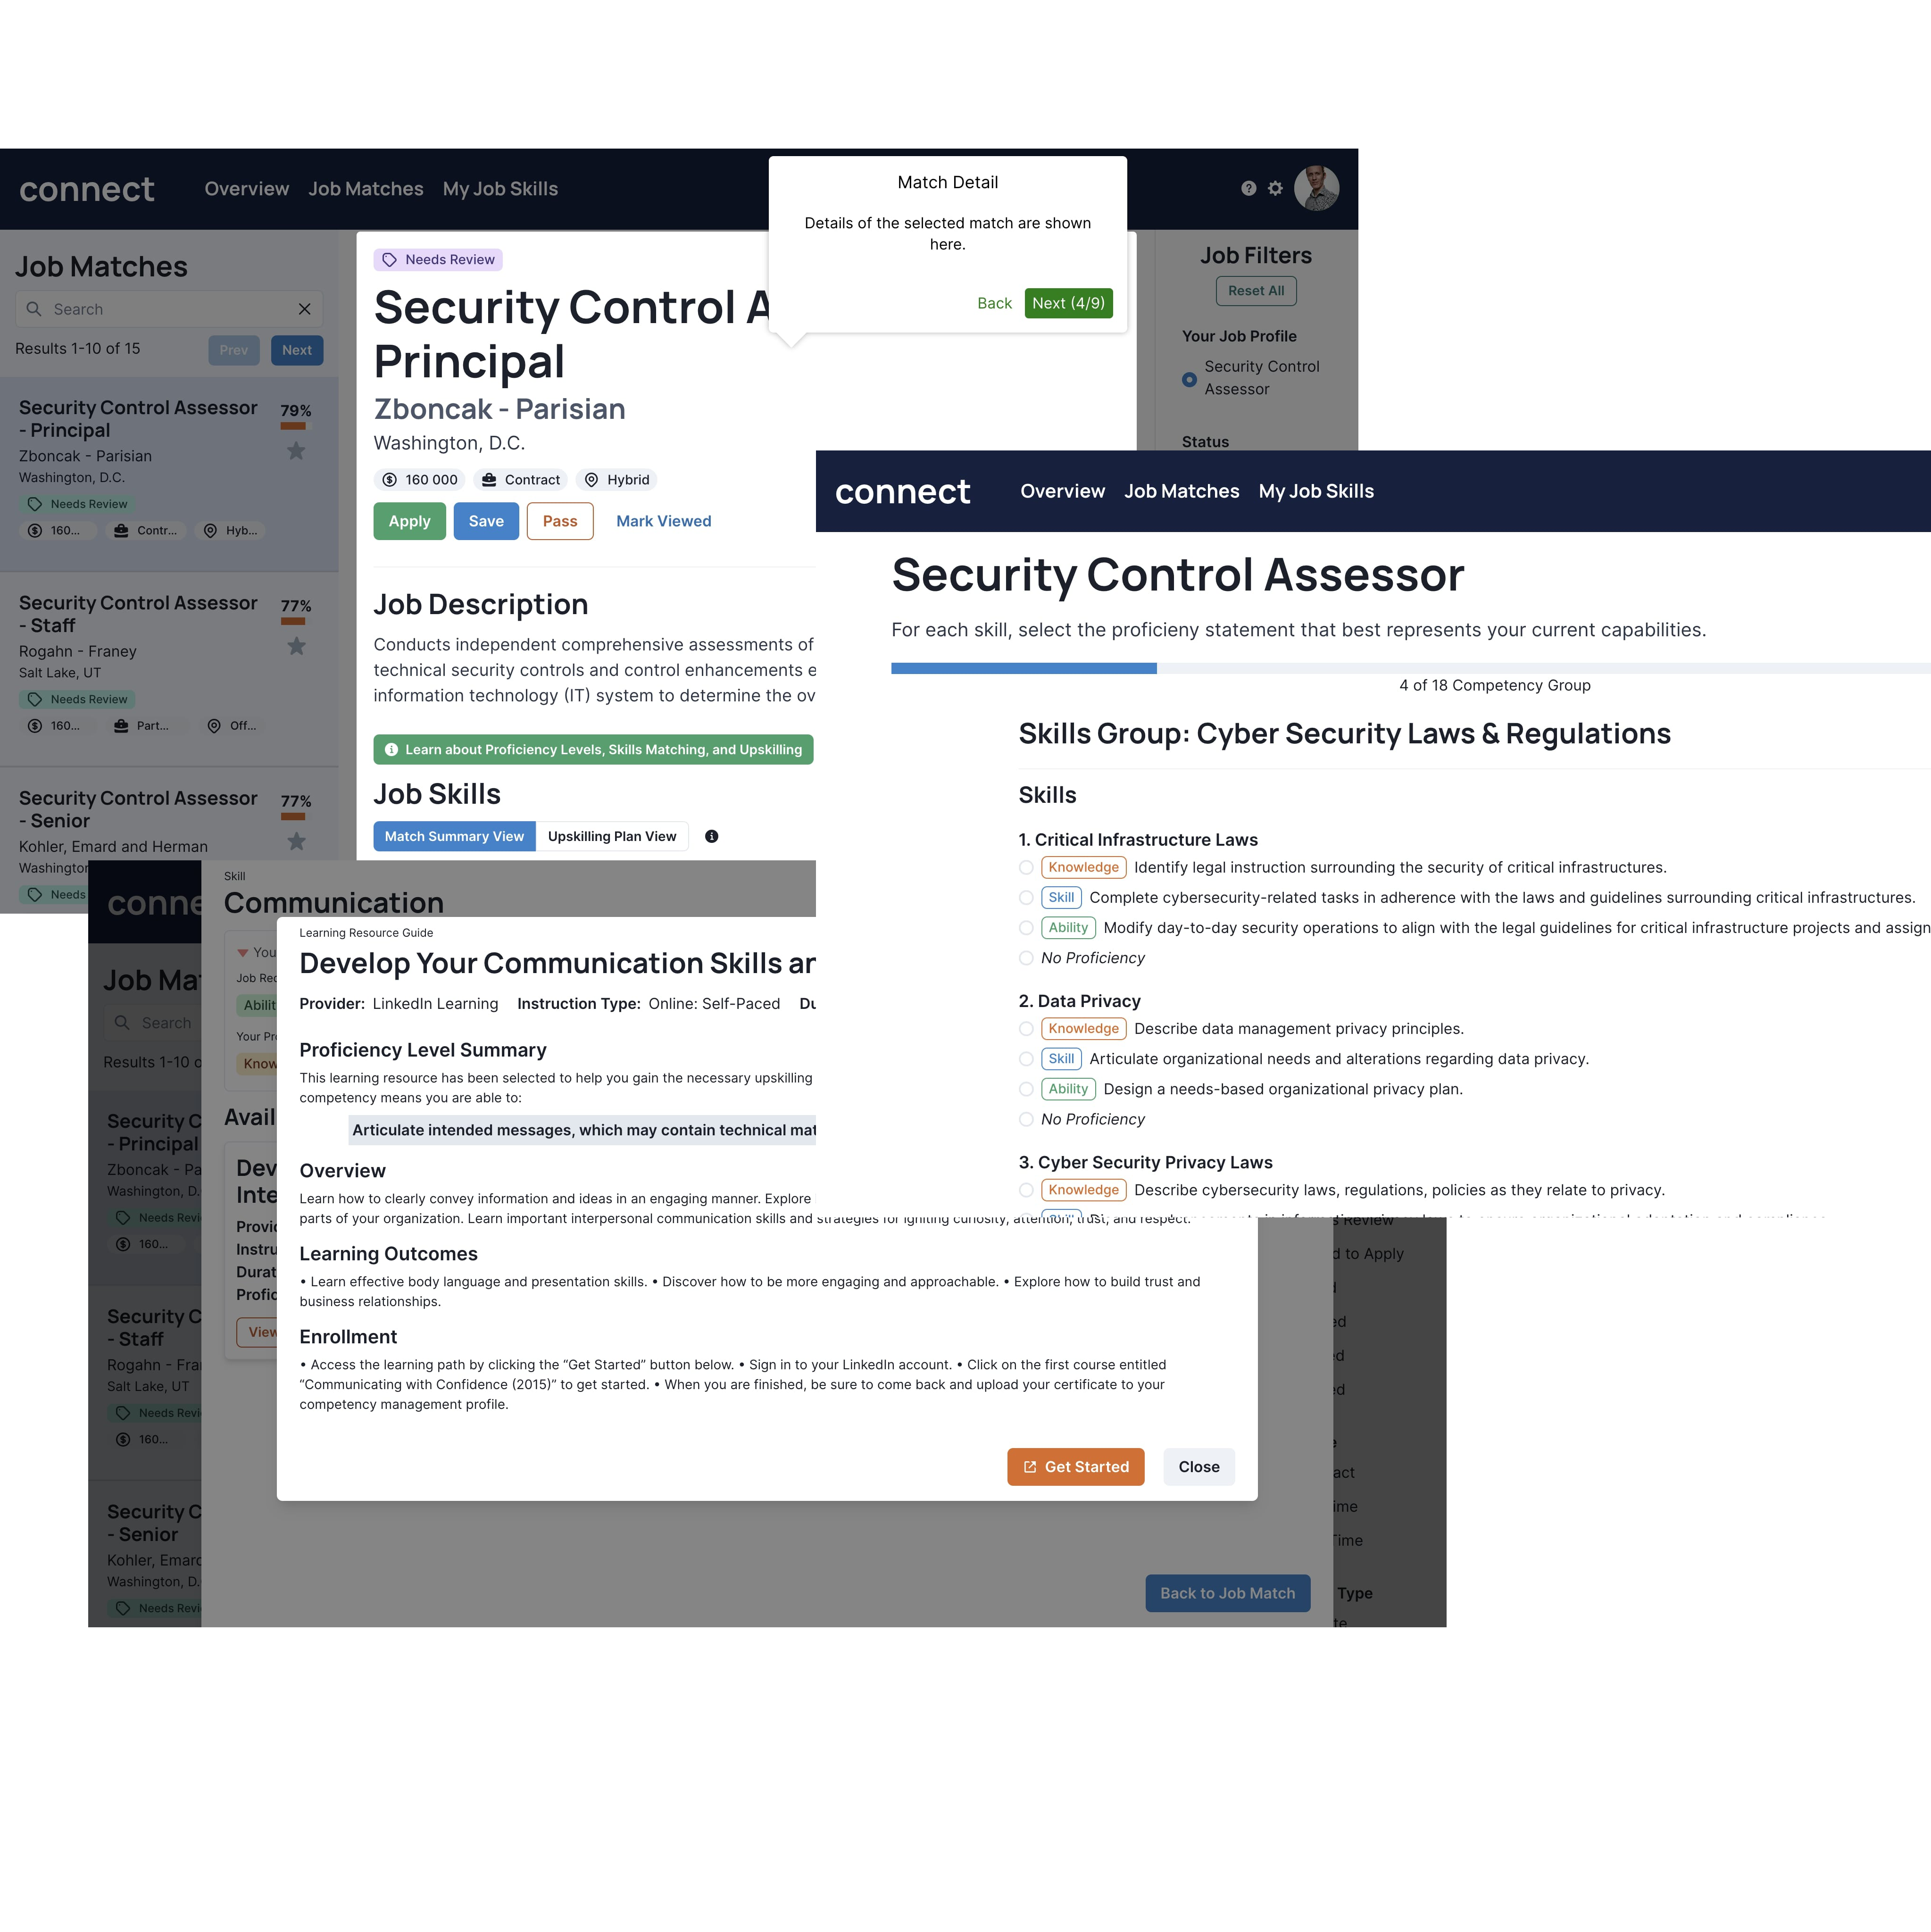 connect
Overview
Job Matches
My Job Skills
Match Detail
Details of the selected match are shown
here.
Back
Next (4/9)
Job Matches
Search
Results 1-10 of 15
Prev
Next
Security Control Assessor
- Principal
79%
Zboncak - Parisian
Washington, D.C.
Needs Review
160...
Contr...
Hyb...
Security Control Assessor
- Staff
77%
Rogahn - Franey
Salt Lake, UT
Needs Review
160...
Part...
Off...
Security Control Assessor
- Senior
77%
Kohler, Emard and Herman
Washington
Needs
Needs Review
Security Control A
Principal
Zboncak - Parisian
Washington, D.C.
160 000
Contract
Hybrid
Apply
Save
Pass
Mark Viewed
Job Description
Conducts independent comprehensive assessments of
technical security controls and control enhancements e
information technology (IT) system to determine the ov
Learn about Proficiency Levels, Skills Matching, and Upskilling
Job Skills
Match Summary View
Upskilling Plan View
Job Filters
Reset All
Your Job Profile
Security Control
Assessor
Status
connect
Overview
Job Matches
My Job Skills
Security Control Assessor
For each skill, select the proficieny statement that best represents your current capabilities.
4 of 18 Competency Group
Skills Group: Cyber Security Laws & Regulations
Skills
1. Critical Infrastructure Laws
Knowledge Identify legal instruction surrounding the security of critical infrastructures.
Skill Complete cybersecurity-related tasks in adherence with the laws and guidelines surrounding critical infrastructures.
Ability Modify day-to-day security operations to align with the legal guidelines for critical infrastructure projects and assign
No Proficiency
2. Data Privacy
Knowledge Describe data management privacy principles.
Skill Articulate organizational needs and alterations regarding data privacy.
Ability Design a needs-based organizational privacy plan.
No Proficiency
3. Cyber Security Privacy Laws
Knowledge Describe cybersecurity laws, regulations, policies as they relate to privacy.
conne
Job Ma
Search
Results 1-10 o
Security C
- Principal
Zboncak - Pa
Washington, D.
Needs Revi
160...
Security C
- Staff
Rogahn - Fra
Salt Lake, UT
Needs Revi
160...
Security C
- Senior
Kohler, Emard
Washington, D.
Needs Revi
Skill
Communication
You
Job Rec
Abilit
Your Pr
Know
Avail
Dev
Inte
Provid
Instru
Durat
Profic
View
Learning Resource Guide
Develop Your Communication Skills an
Provider: LinkedIn Learning Instruction Type: Online: Self-Paced Du
Proficiency Level Summary
This learning resource has been selected to help you gain the necessary upskilling
competency means you are able to:
Articulate intended messages, which may contain technical mat
Overview
Learn how to clearly convey information and ideas in an engaging manner. Explore
parts of your organization. Learn important interpersonal communication skills and strategies for igniting curiosity, attention, trust, and respect.
Learning Outcomes
• Learn effective body language and presentation skills. • Discover how to be more engaging and approachable. • Explore how to build trust and
business relationships.
Enrollment
• Access the learning path by clicking the “Get Started” button below. • Sign in to your LinkedIn account. • Click on the first course entitled
“Communicating with Confidence (2015)” to get started. • When you are finished, be sure to come back and upload your certificate to your
competency management profile.
Get Started
Close
Back to Job Match
s Review
d to Apply
d
ed
ed
ed
e
act
ime
Time
Type
te